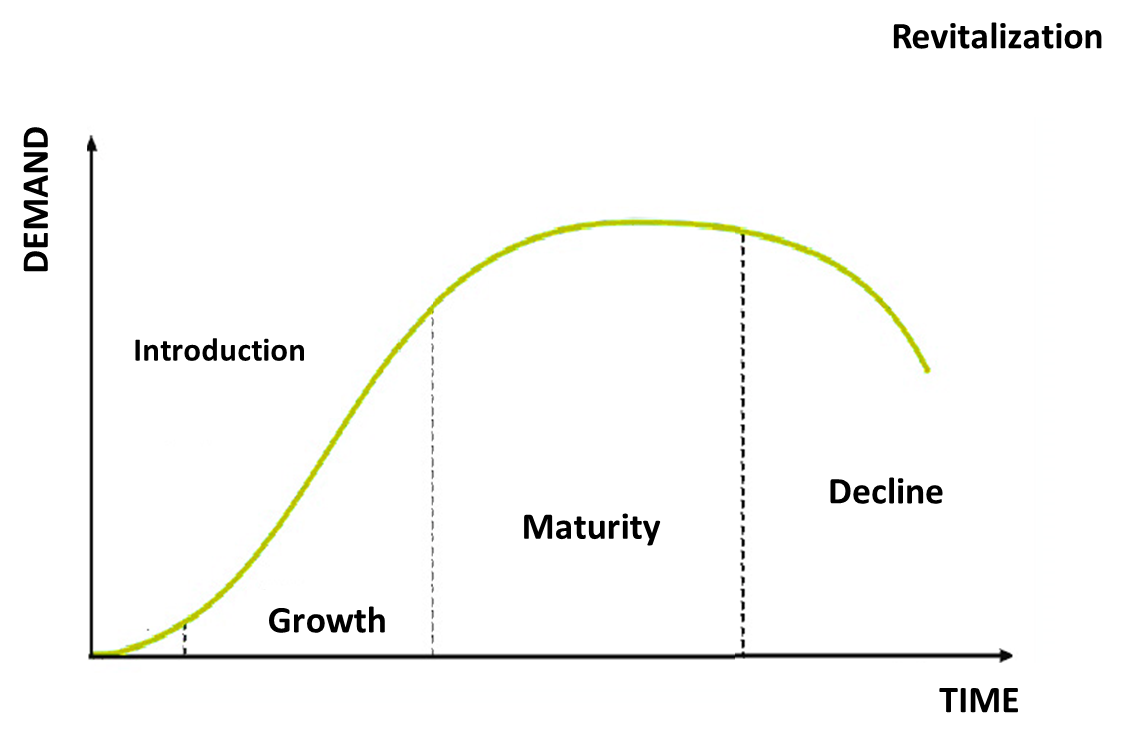 Revitalization
DEMAND
Introduction
Decline
Maturity
Growth
TIME